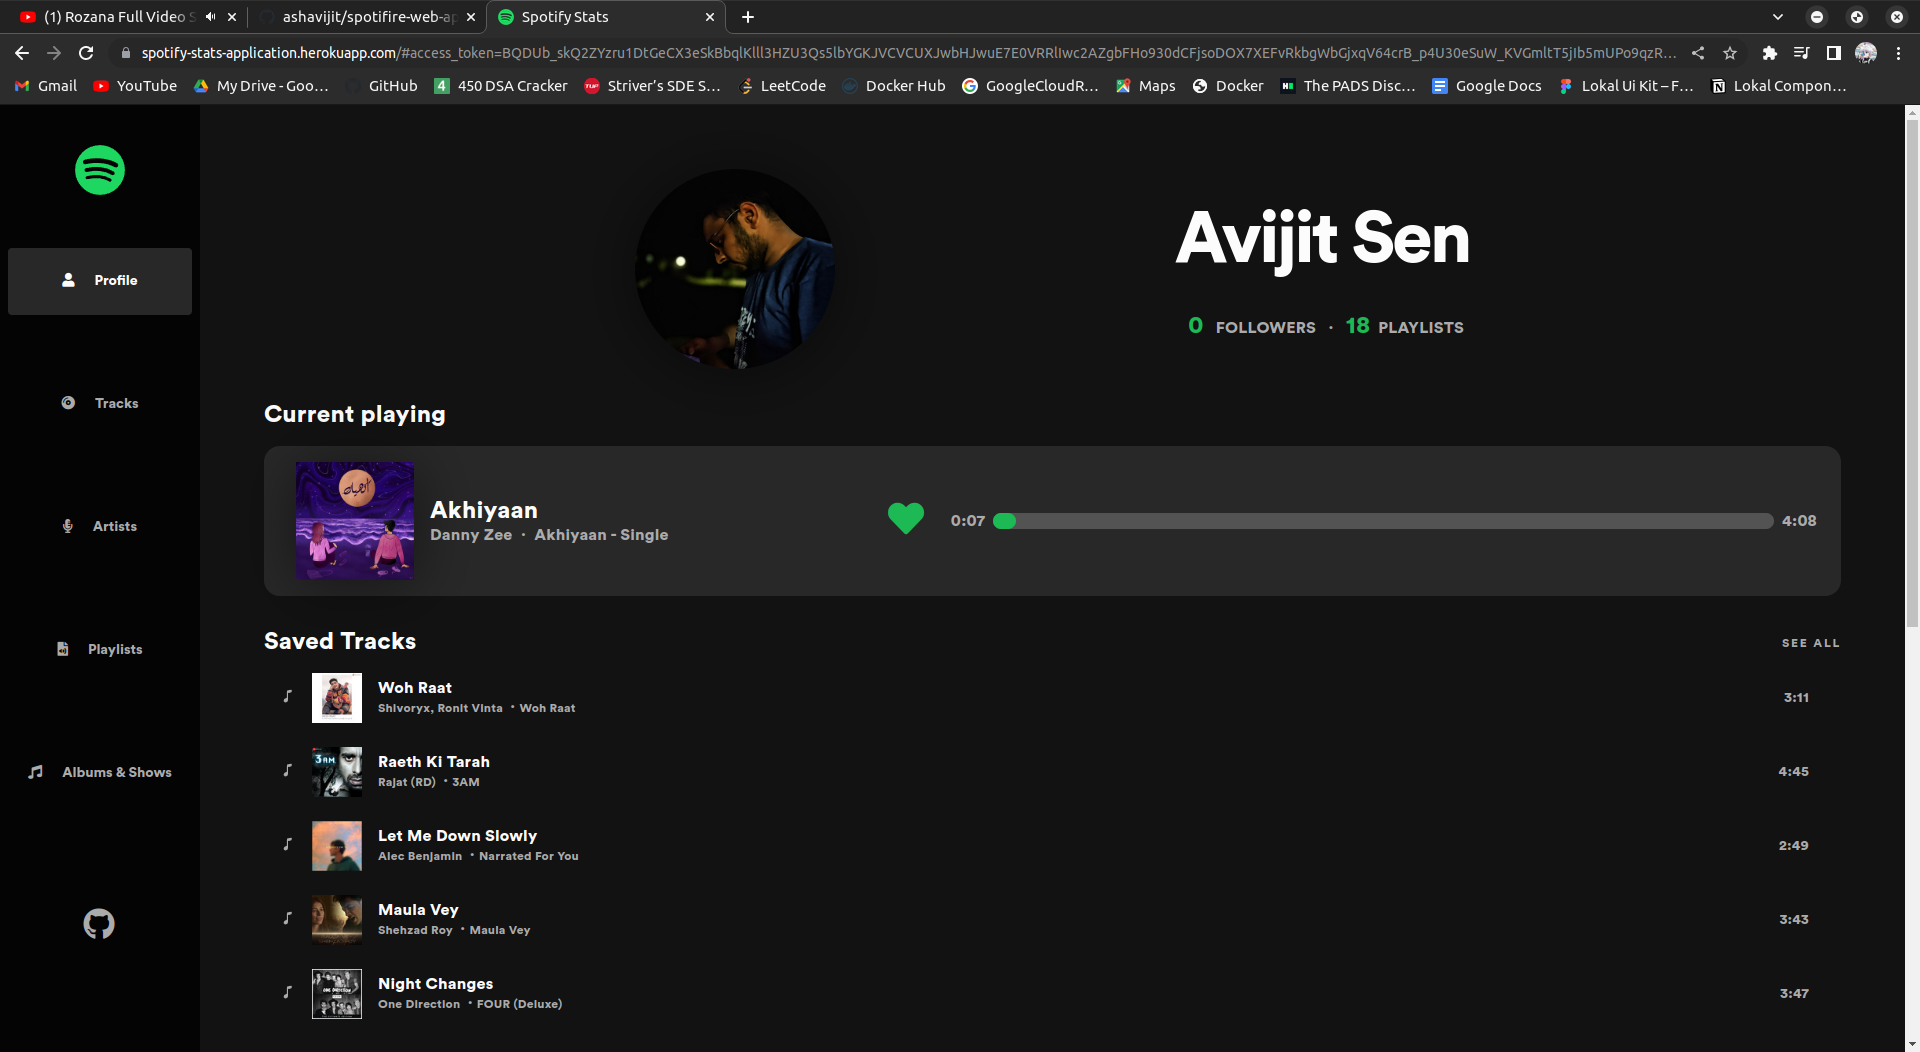 (1) Rozana Full Video S
ashavijit/spotifire-web-ap
Spotify Stats
spotify-stats-application.herokuapp.com/#access_token=BQDUb_skQ2ZYzru1DtGeCX3eSkBbqlKlll3HZU3Qs5lbYGKJVCVCUXJwbHJwuE7E0VRRlIwc2AZgbFHo930dCFjsoDOX7XEFvRkbgWbGjxqV64crB_p4U30eSuW_KVGmltT5jIb5mUPo9qzR...
Gmail YouTube My Drive - Goo... GitHub 4 450 DSA Cracker TUF Striver's SDE S... LeetCode Docker Hub GoogleCloudR... Maps Docker The PADS Disc... Google Docs Lokal Ui Kit – F... Lokal Compon...
Avijit Sen
0 FOLLOWERS · 18 PLAYLISTS
Profile
Tracks
Artists
Playlists
Albums & Shows
Current playing
Akhiyaan
Danny Zee · Akhiyaan - Single
0:07 4:08
Saved Tracks SEE ALL
Woh Raat
Shivoryx, Ronit Vinta · Woh Raat
3:11
3AM
Raeth Ki Tarah
Rajat (RD) · 3AM
4:45
Let Me Down Slowly
Alec Benjamin · Narrated For You
2:49
Maula Vey
Shehzad Roy · Maula Vey
3:43
ONE DIRECTION
Night Changes
One Direction · FOUR (Deluxe)
3:47